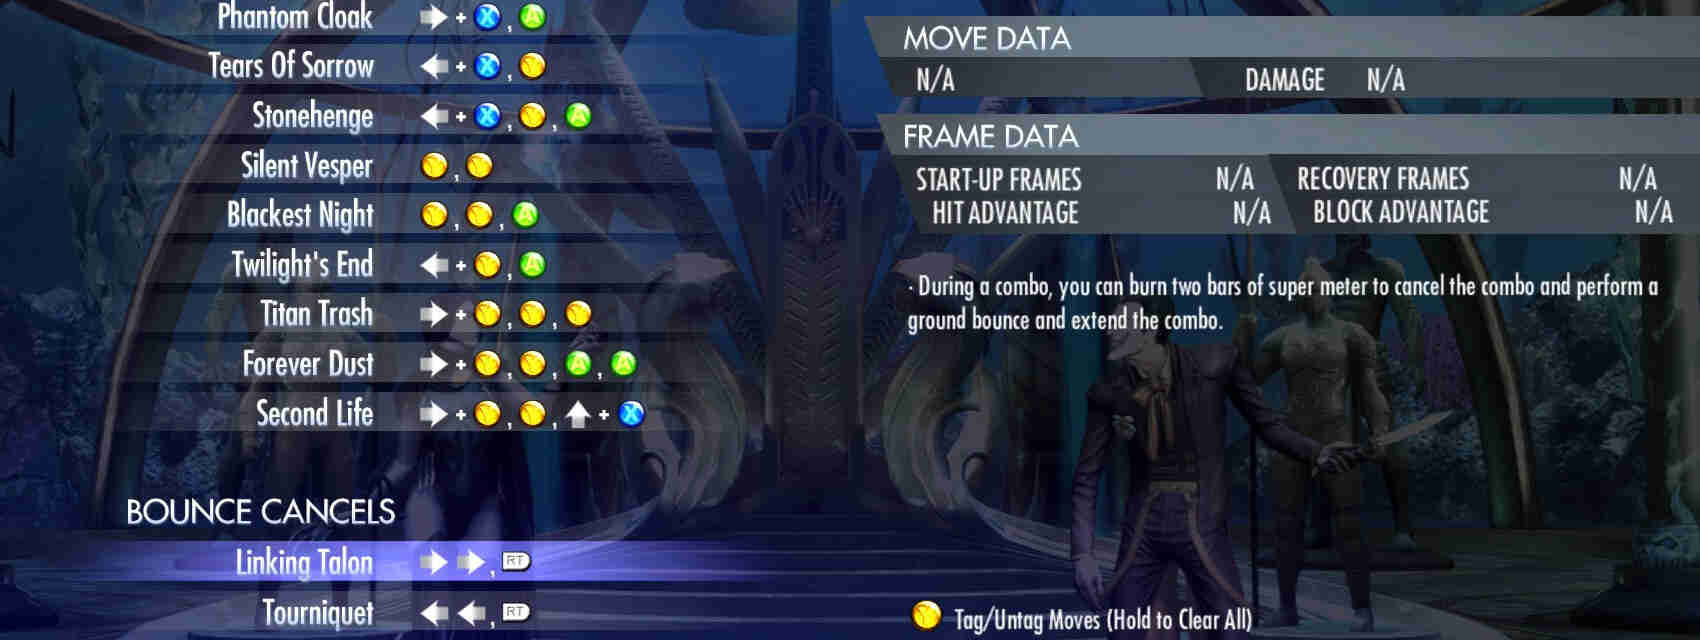 Phantom Cloak + X, A
Tears Of Sorrow + X, Y
Stonehenge + X, Y, A
Silent Vesper Y, Y
Blackest Night Y, Y, A
Twilight's End + Y, A
Titan Trash + Y, Y, Y
Forever Dust + Y, Y, A, A
Second Life + Y, Y, + X
BOUNCE CANCELS
Linking Talon , RT
Tourniquet , RT
MOVE DATA
N/A DAMAGE N/A
FRAME DATA
START-UP FRAMES N/A RECOVERY FRAMES N/A
HIT ADVANTAGE N/A BLOCK ADVANTAGE N/A
· During a combo, you can burn two bars of super meter to cancel the combo and perform a
ground bounce and extend the combo.
Y Tag/Untag Moves (Hold to Clear All)